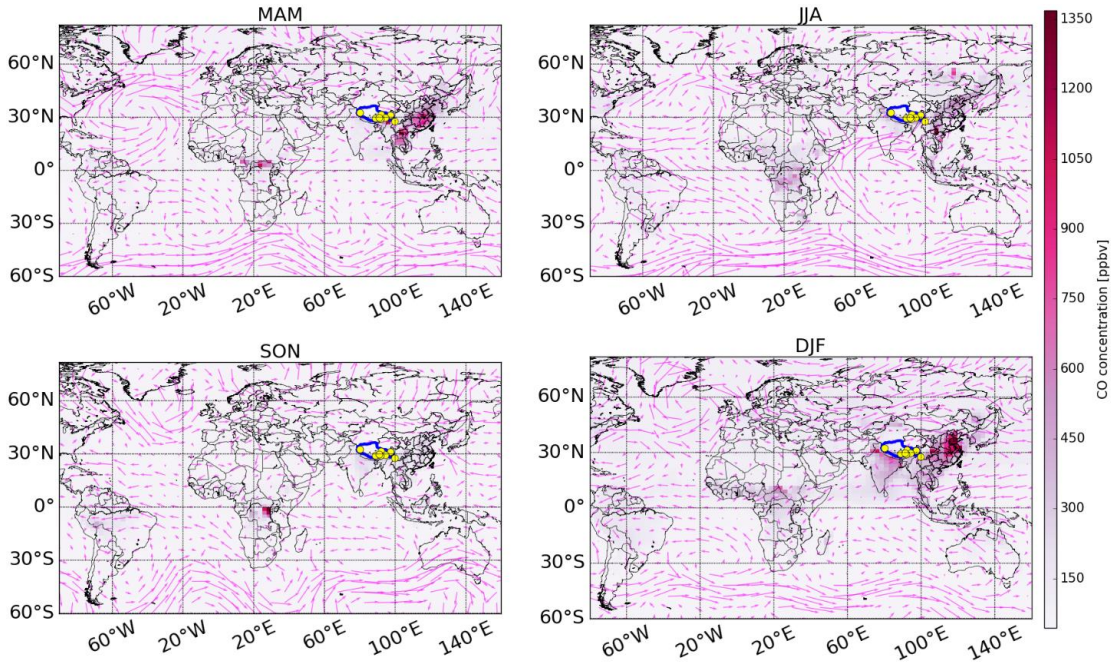 MAM
60°N
30°N
0°
30°S
60°S
60°W
20°W
20°E
60°E
100°E
140°E
JJA
60°N
30°N
0°
30°S
60°S
60°W
20°W
20°E
60°E
100°E
140°E
SON
60°N
30°N
0°
30°S
60°S
60°W
20°W
20°E
60°E
100°E
140°E
DJF
60°N
30°N
0°
30°S
60°S
60°W
20°W
20°E
60°E
100°E
140°E
1350
1200
1050
900
750
600
450
300
150
CO concentration [ppbv]